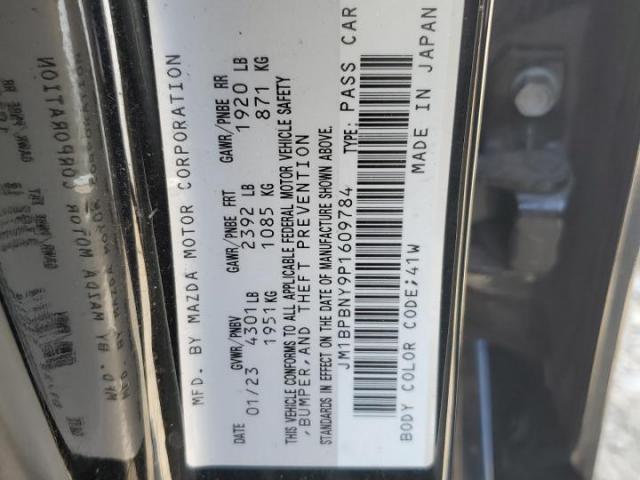 MFD. BY MAZDA MOTOR CORPORATION
GVWR/PNBV GAWR/PNBE FRT GAWR/PNBE RR
DATE 01/23 4301 LB 2392 LB 1920 LB
1951 KG 1085 KG 871 KG
THIS VEHICLE CONFORMS TO ALL APPLICABLE FEDERAL MOTOR VEHICLE SAFETY
, BUMPER, AND THEFT PREVENTION
STANDARDS IN EFFECT ON THE DATE OF MANUFACTURE SHOWN ABOVE.
JM1BPBNY9P1609784 TYPE: PASS CAR
BODY COLOR CODE;41W MADE IN JAPAN